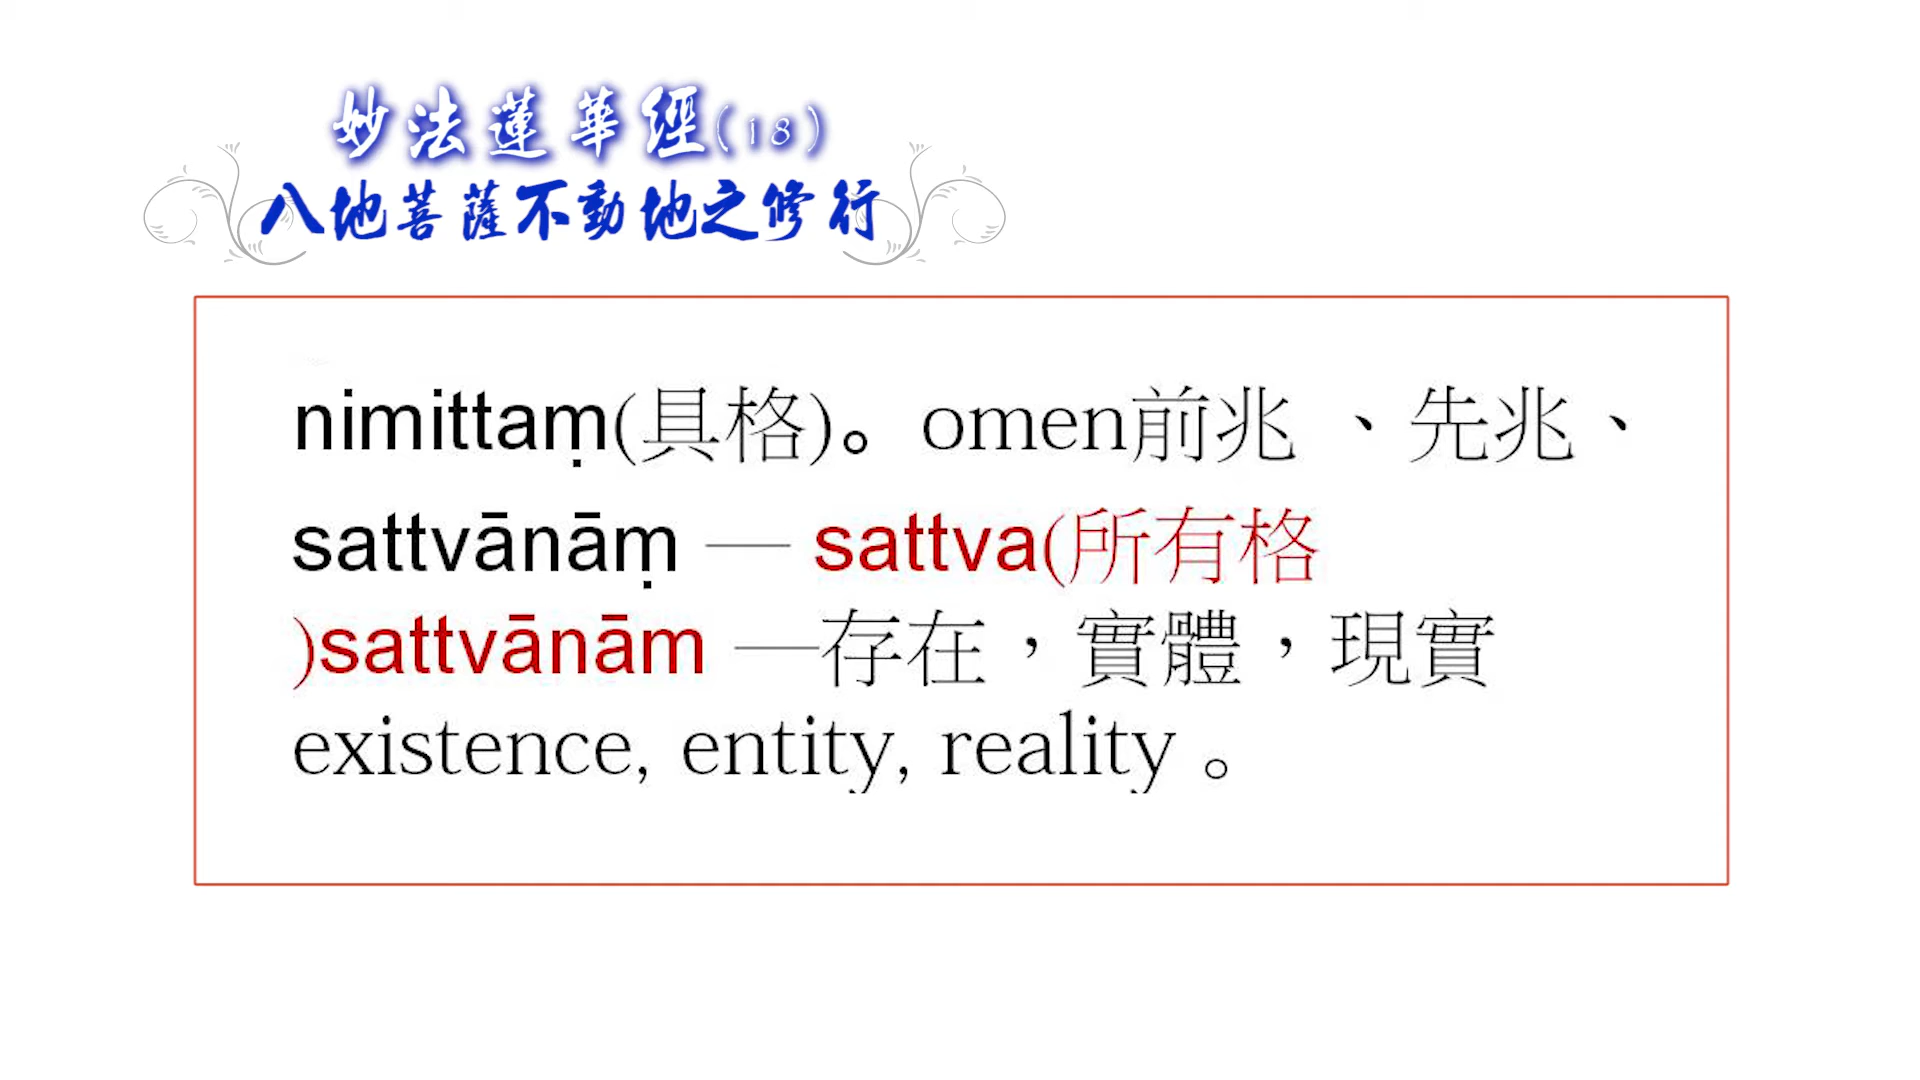 妙法蓮華經(18)
八地菩薩不動地之修行
nimittaṃ(具格)。omen前兆 、先兆、
sattvānāṃ — sattva(所有格
)sattvānām —存在，實體，現實
existence, entity, reality 。